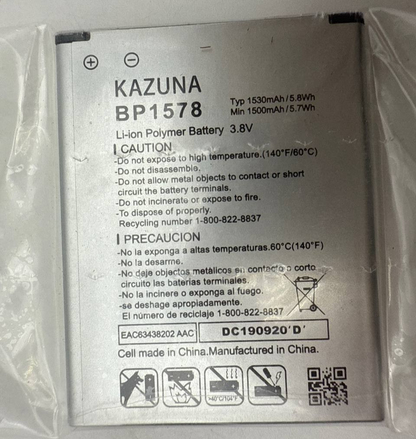 KAZUNA
BP1578
Typ 1530mAh/5.8Wh
Min 1500mAh/5.7Wh
Li-ion Polymer Battery 3.8V
CAUTION
-Do not expose to high temperature.(140°F/60°C)
-Do not disassemble.
-Do not allow metal objects to contact or short
circuit the battery terminals.
-Do not incinerate or expose to fire.
-To dispose of properly.
Recycling number 1-800-822-8837
PRECAUCION
-No la exponga a altas temperaturas.60°C(140°F)
-No la desarme.
-No deje objectos metálicos en contacto o corto
circuito las baterías terminales.
-No la incinere o exponga al fuego.
-se deshage apropiadamente.
El número de reciclaje 1-800-822-8837
EAC63438202 AAC
DC190920'D'
Cell made in China.Manufactured in China.